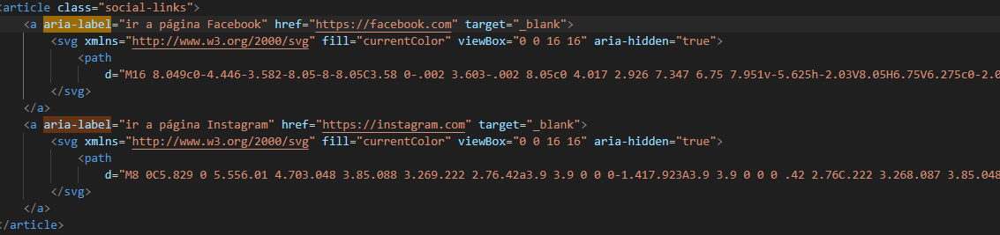 <article class="social-links">
<a aria-label="ir a página Facebook" href="https://facebook.com" target="_blank">
<svg xmlns="http://www.w3.org/2000/svg" fill="currentColor" viewBox="0 0 16 16" aria-hidden="true">
<path
d="M16 8.049c0-4.446-3.582-8.05-8-8.05C3.58 0-.002 3.603-.002 8.05c0 4.017 2.926 7.347 6.75 7.951v-5.625h-2.03V8.05H6.75V6.275c0-2.0
</svg>
</a>
<a aria-label="ir a página Instagram" href="https://instagram.com" target="_blank">
<svg xmlns="http://www.w3.org/2000/svg" fill="currentColor" viewBox="0 0 16 16" aria-hidden="true">
<path
d="M8 0C5.829 0 5.556.01 4.703.048 3.85.088 3.269.222 2.76.42a3.9 3.9 0 0 0-1.417.923A3.9 3.9 0 0 0 .42 2.76C.222 3.268.087 3.85.048
</svg>
</a>
</article>